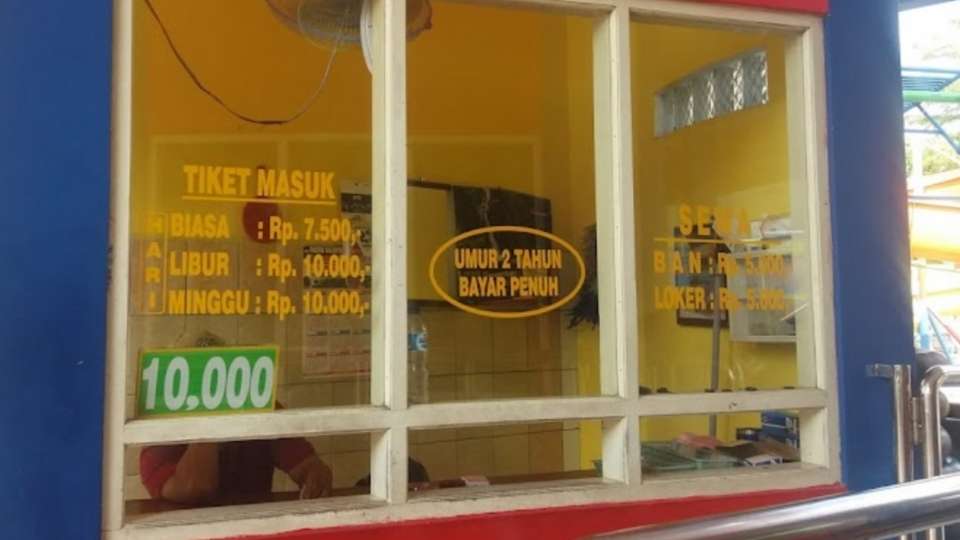 TIKET MASUK
HARI
BIASA : Rp. 7.500,-
LIBUR : Rp. 10.000,-
MINGGU : Rp. 10.000,-
10,000
UMUR 2 TAHUN
BAYAR PENUH
SEWA
BAN : Rp. 5.000,-
LOKER : Rp. 5.000,-